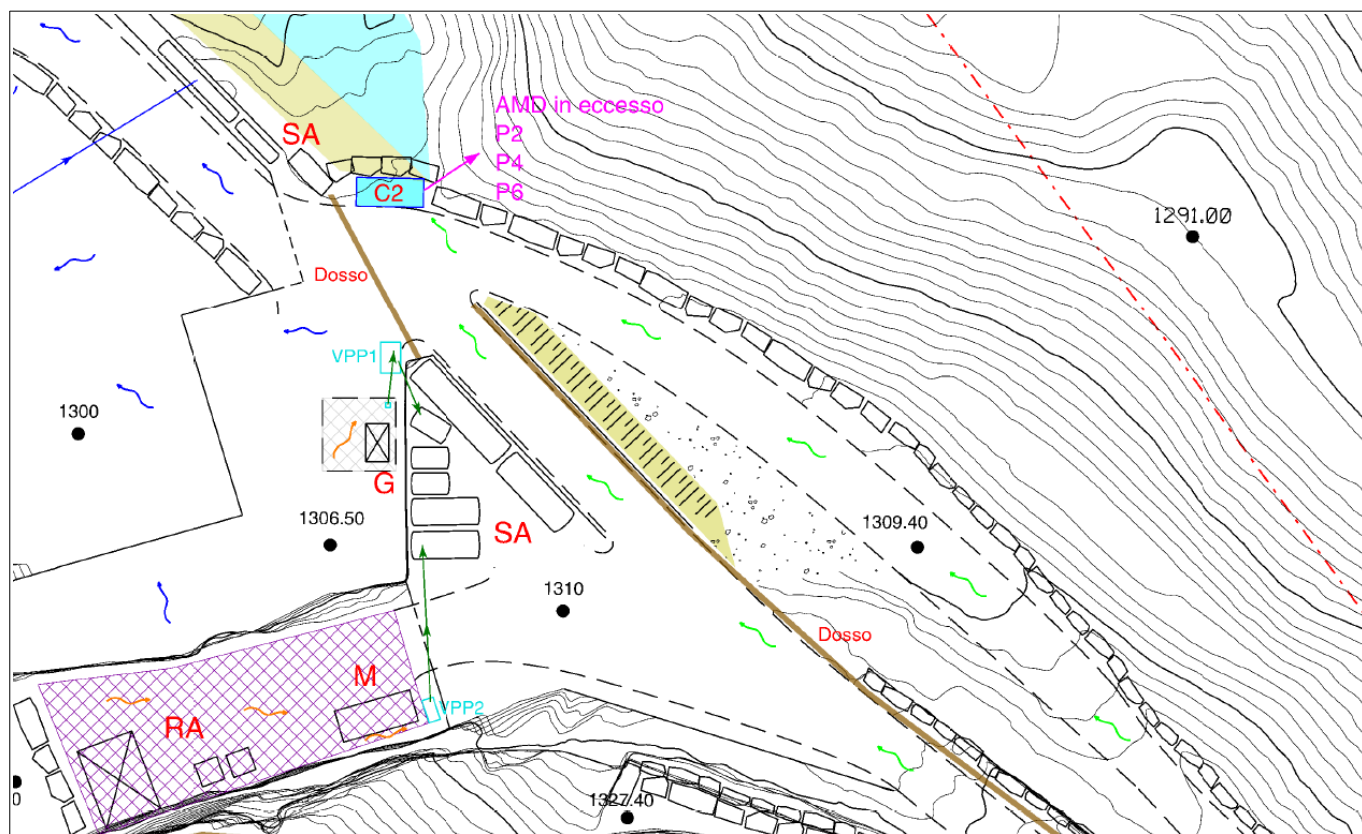 AMD in eccesso
P2
P4
P6
SA
C2
1291.00
Dosso
VPP1
1300
G
1306.50
SA
1309.40
1310
Dosso
M
VPP2
RA
0
1327.40